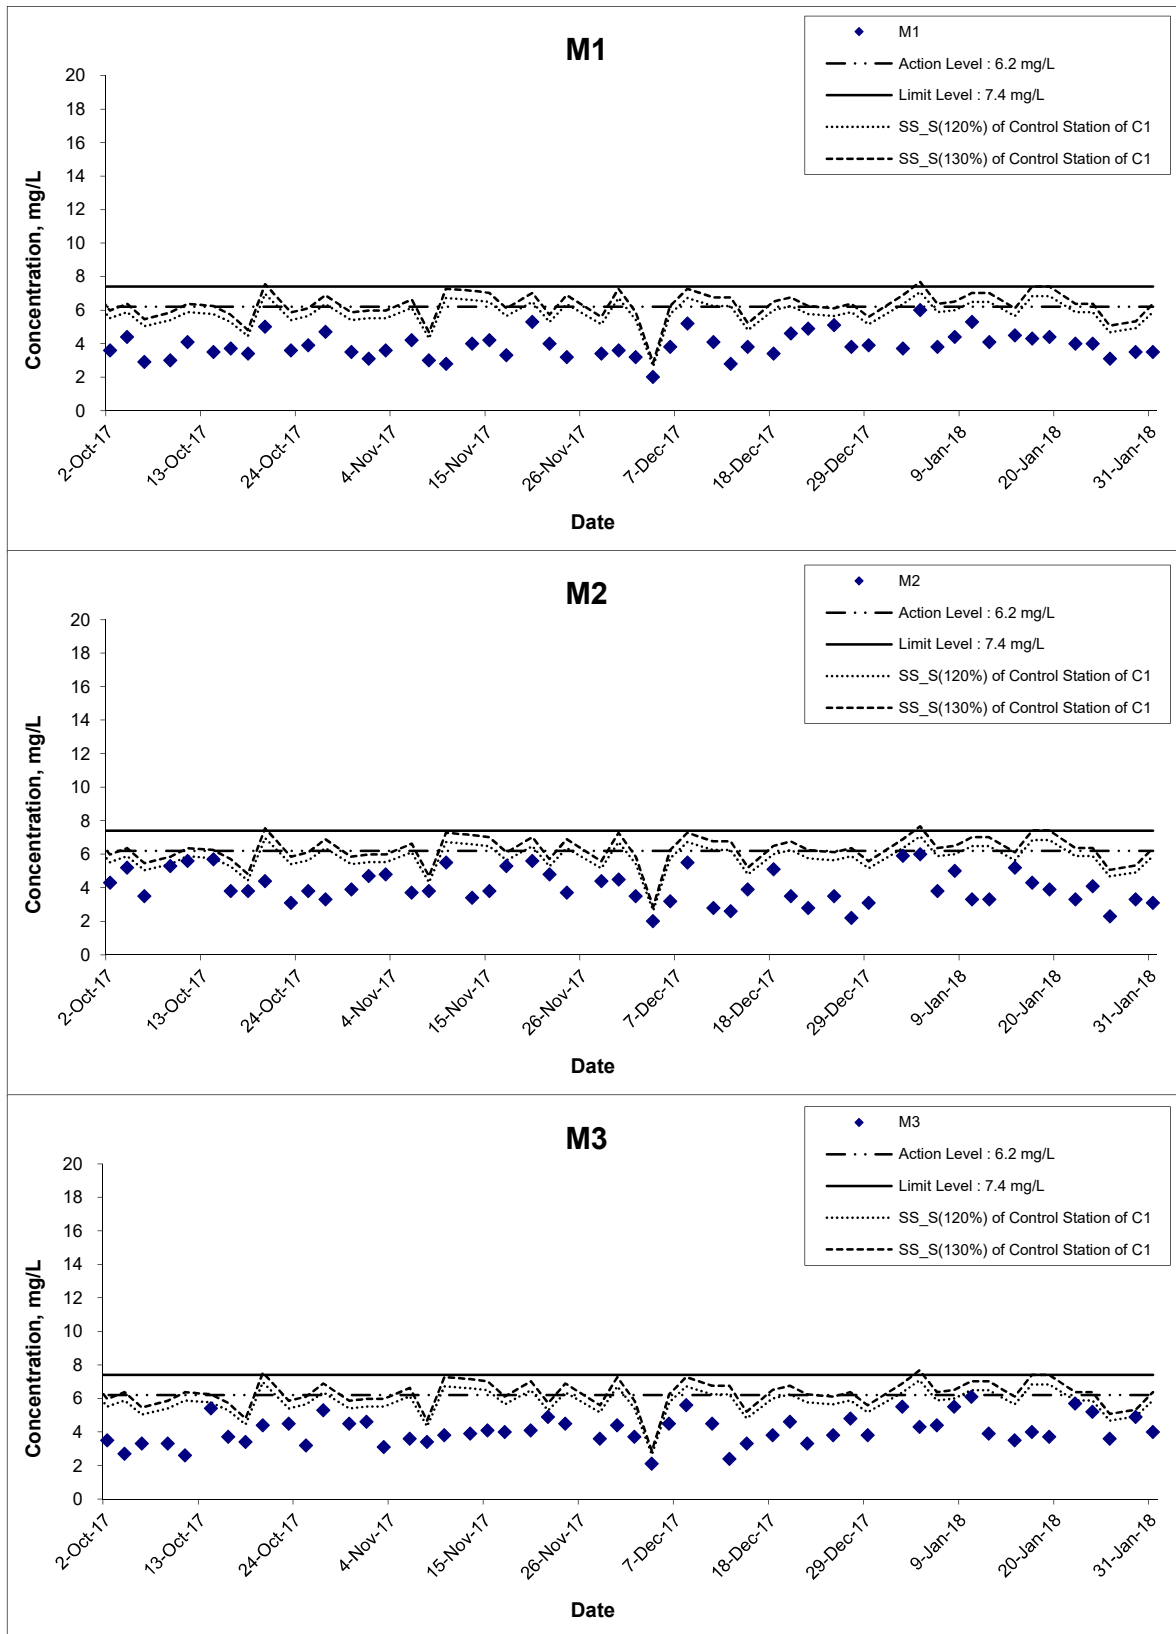 M1
M1
Action Level : 6.2 mg/L
Limit Level : 7.4 mg/L
SS_S(120%) of Control Station of C1
SS_S(130%) of Control Station of C1
Concentration, mg/L
20
18
16
14
12
10
8
6
4
2
0
2-Oct-17
13-Oct-17
24-Oct-17
4-Nov-17
15-Nov-17
26-Nov-17
7-Dec-17
18-Dec-17
29-Dec-17
9-Jan-18
20-Jan-18
31-Jan-18
Date
M2
M2
Action Level : 6.2 mg/L
Limit Level : 7.4 mg/L
SS_S(120%) of Control Station of C1
SS_S(130%) of Control Station of C1
Concentration, mg/L
20
18
16
14
12
10
8
6
4
2
0
2-Oct-17
13-Oct-17
24-Oct-17
4-Nov-17
15-Nov-17
26-Nov-17
7-Dec-17
18-Dec-17
29-Dec-17
9-Jan-18
20-Jan-18
31-Jan-18
Date
M3
M3
Action Level : 6.2 mg/L
Limit Level : 7.4 mg/L
SS_S(120%) of Control Station of C1
SS_S(130%) of Control Station of C1
Concentration, mg/L
20
18
16
14
12
10
8
6
4
2
0
2-Oct-17
13-Oct-17
24-Oct-17
4-Nov-17
15-Nov-17
26-Nov-17
7-Dec-17
18-Dec-17
29-Dec-17
9-Jan-18
20-Jan-18
31-Jan-18
Date